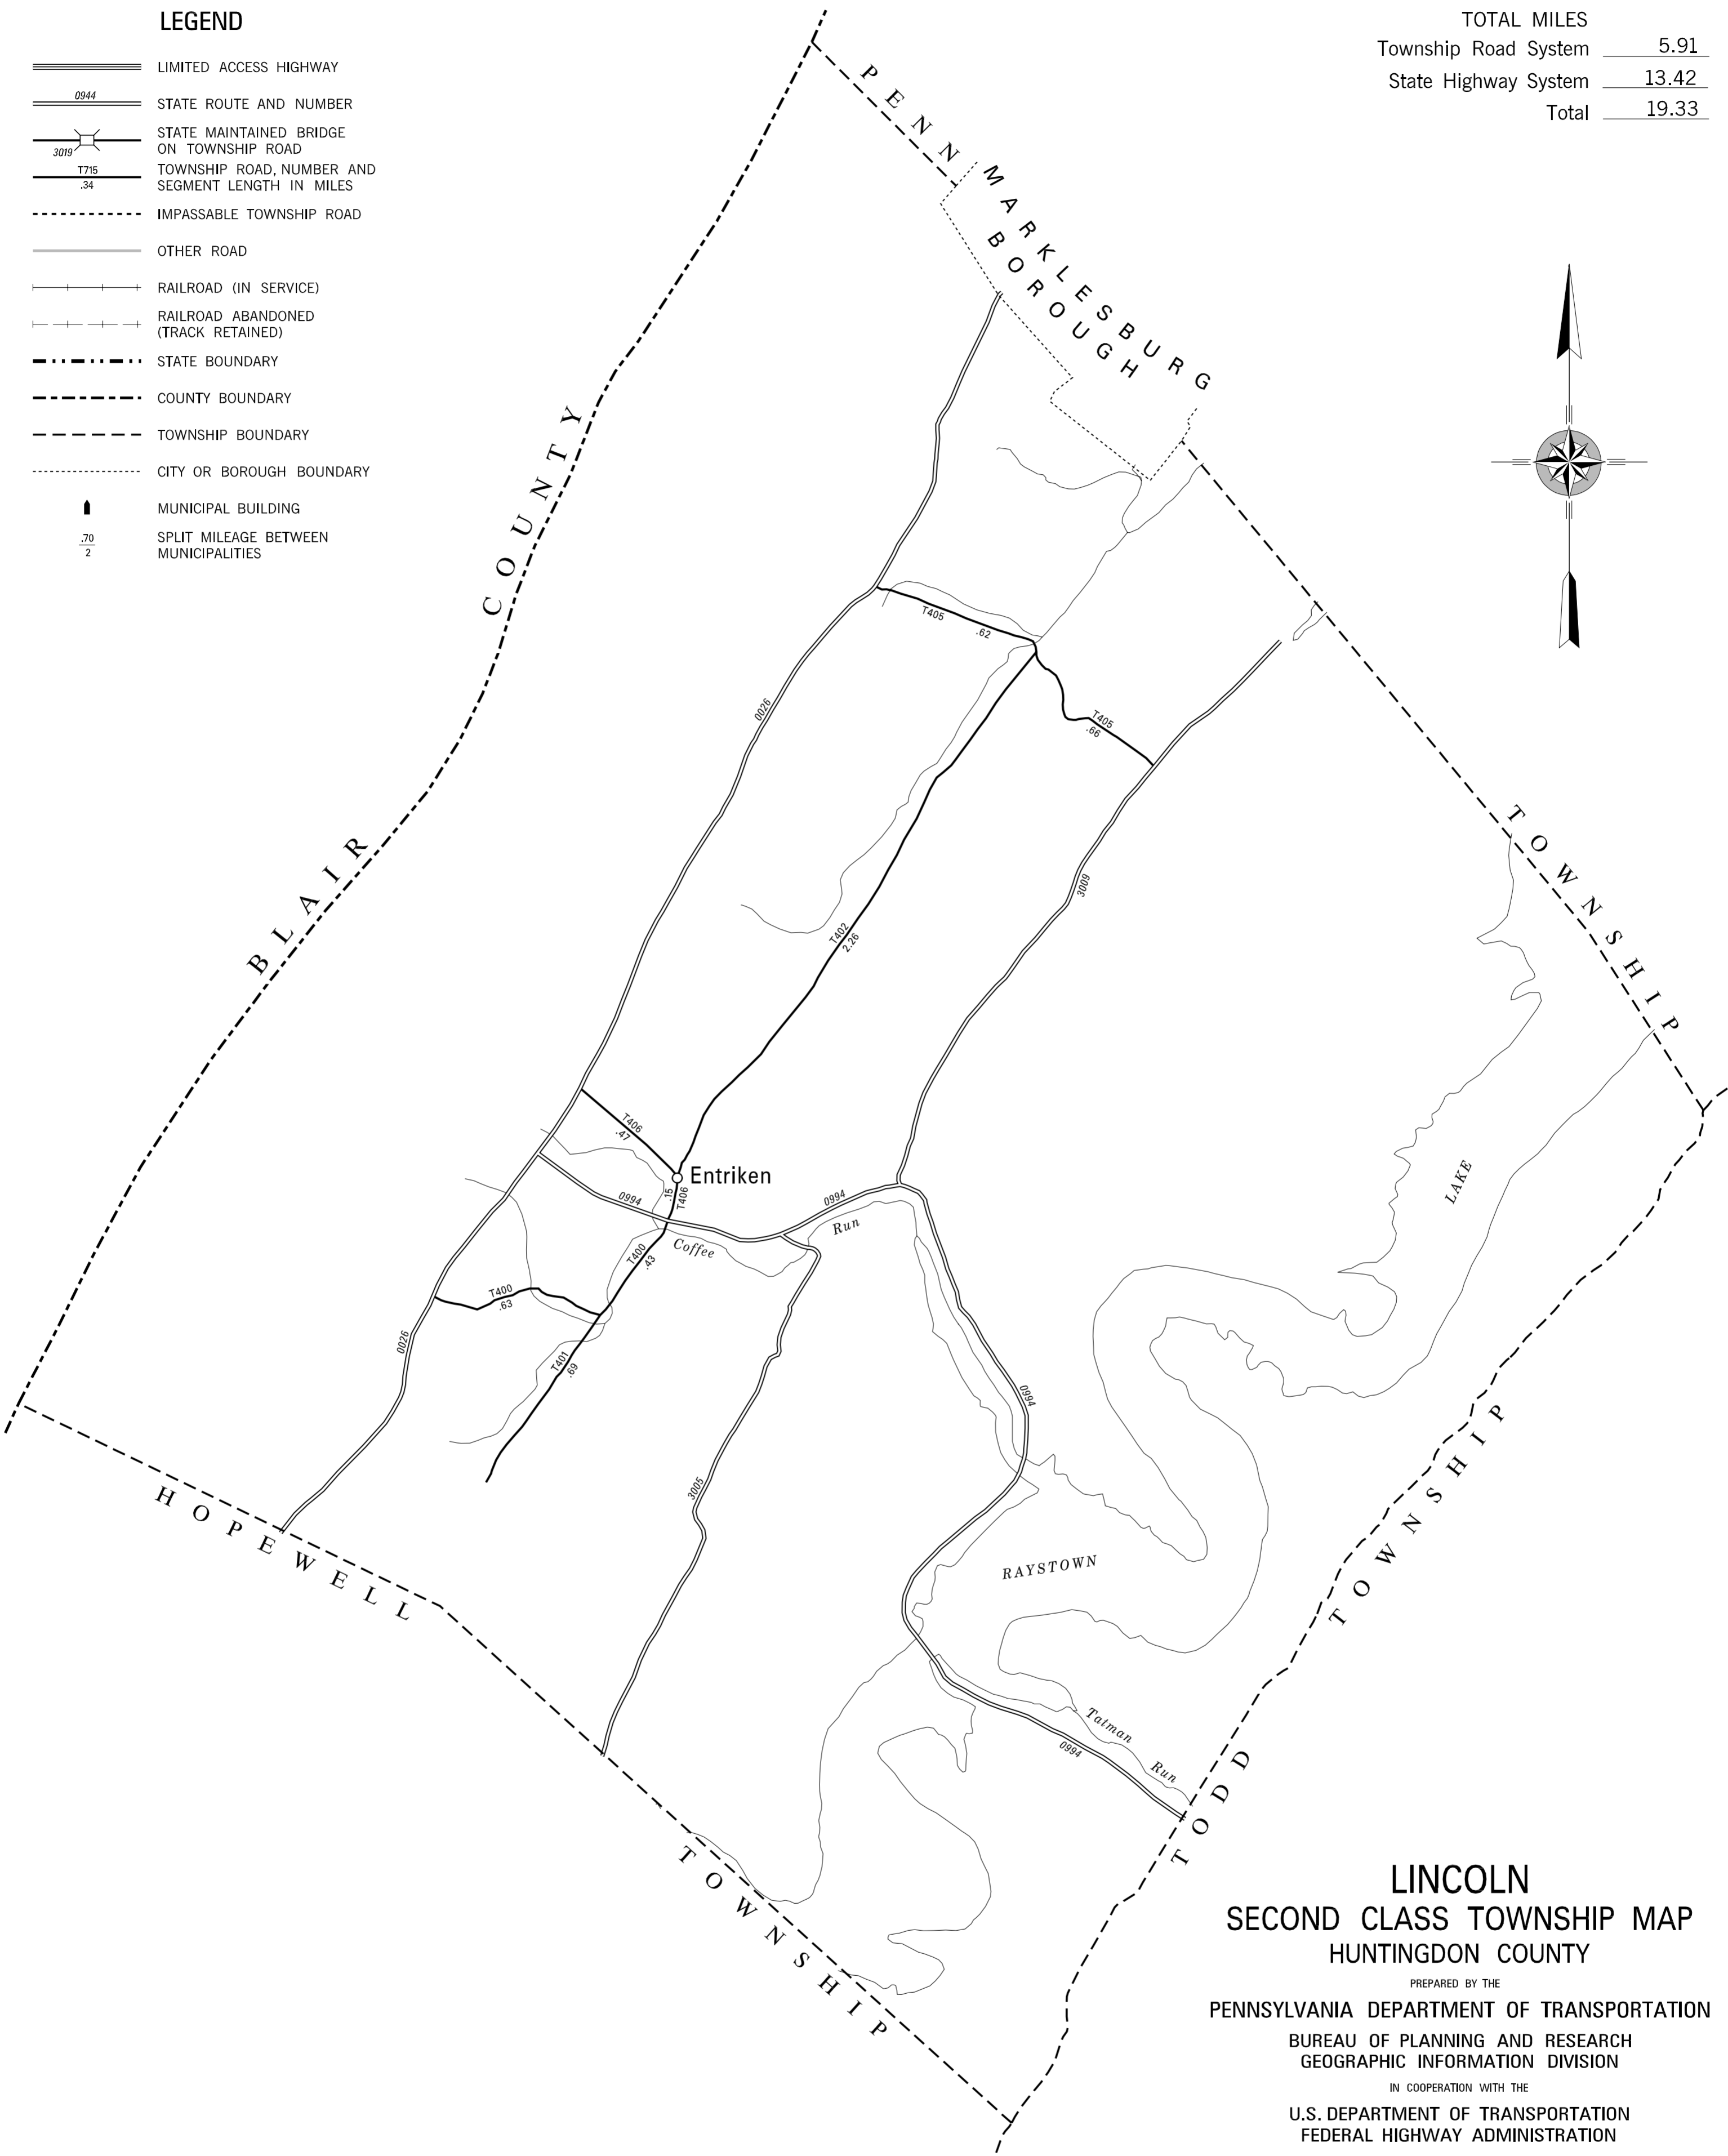 LEGEND
LIMITED ACCESS HIGHWAY
0944
STATE ROUTE AND NUMBER
3019
STATE MAINTAINED BRIDGE
ON TOWNSHIP ROAD
T715
.34
TOWNSHIP ROAD, NUMBER AND
SEGMENT LENGTH IN MILES
IMPASSABLE TOWNSHIP ROAD
OTHER ROAD
RAILROAD (IN SERVICE)
RAILROAD ABANDONED
(TRACK RETAINED)
STATE BOUNDARY
COUNTY BOUNDARY
TOWNSHIP BOUNDARY
CITY OR BOROUGH BOUNDARY
MUNICIPAL BUILDING
.70
2
SPLIT MILEAGE BETWEEN
MUNICIPALITIES
TOTAL MILES
Township Road System 5.91
State Highway System 13.42
Total 19.33
PENN TOWNSHIP
MARKLESBURG
BOROUGH
BLAIR COUNTY
T405
.62
T405
.66
0026
3009
T402
2.26
T406
.47
Entriken
.15
T406
0994
0994
Coffee Run
T400
.43
T400
.63
0026
T401
.69
3005
0994
LAKE
RAYSTOWN
Tatman Run
0994
HOPEWELL TOWNSHIP
TODD TOWNSHIP
LINCOLN
SECOND CLASS TOWNSHIP MAP
HUNTINGDON COUNTY
PREPARED BY THE
PENNSYLVANIA DEPARTMENT OF TRANSPORTATION
BUREAU OF PLANNING AND RESEARCH
GEOGRAPHIC INFORMATION DIVISION
IN COOPERATION WITH THE
U.S. DEPARTMENT OF TRANSPORTATION
FEDERAL HIGHWAY ADMINISTRATION